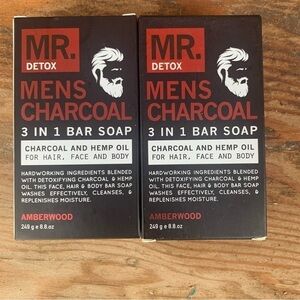 MR.
DETOX
MENS
CHARCOAL
3 IN 1 BAR SOAP
CHARCOAL AND HEMP OIL
FOR HAIR, FACE AND BODY
HARDWORKING INGREDIENTS BLENDED
WITH DETOXIFYING CHARCOAL & HEMP
OIL. THIS FACE, HAIR & BODY BAR SOAP
WASHES EFFECTIVELY, CLEANSES, &
REPLENISHES MOISTURE.
AMBERWOOD
249 g e 8.8 oz
MR.
DETOX
MENS
CHARCOAL
3 IN 1 BAR SOAP
CHARCOAL AND HEMP OIL
FOR HAIR, FACE AND BODY
HARDWORKING INGREDIENTS BLENDED
WITH DETOXIFYING CHARCOAL & HEMP
OIL. THIS FACE, HAIR & BODY BAR SOAP
WASHES EFFECTIVELY, CLEANSES, &
REPLENISHES MOISTURE.
AMBERWOOD
249 g e 8.8 oz